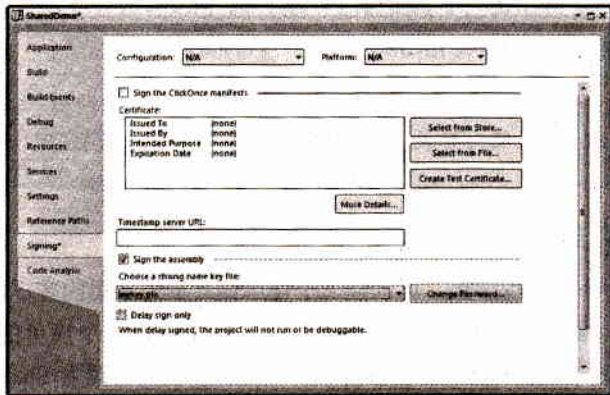 SharedDemo*
Application
Build
Build Events
Debug
Resources
Services
Settings
Reference Paths
Signing*
Code Analysis
Configuration: N/A Platform: N/A
Sign the ClickOnce manifests
Certificate:
Issued To (none)
Issued By (none)
Intended Purpose (none)
Expiration Date (none)
Select from Store...
Select from File...
Create Test Certificate...
More Details...
Timestamp server URL:
Sign the assembly
Choose a strong name key file:
Change Password...
Delay sign only
When delay signed, the project will not run or be debuggable.